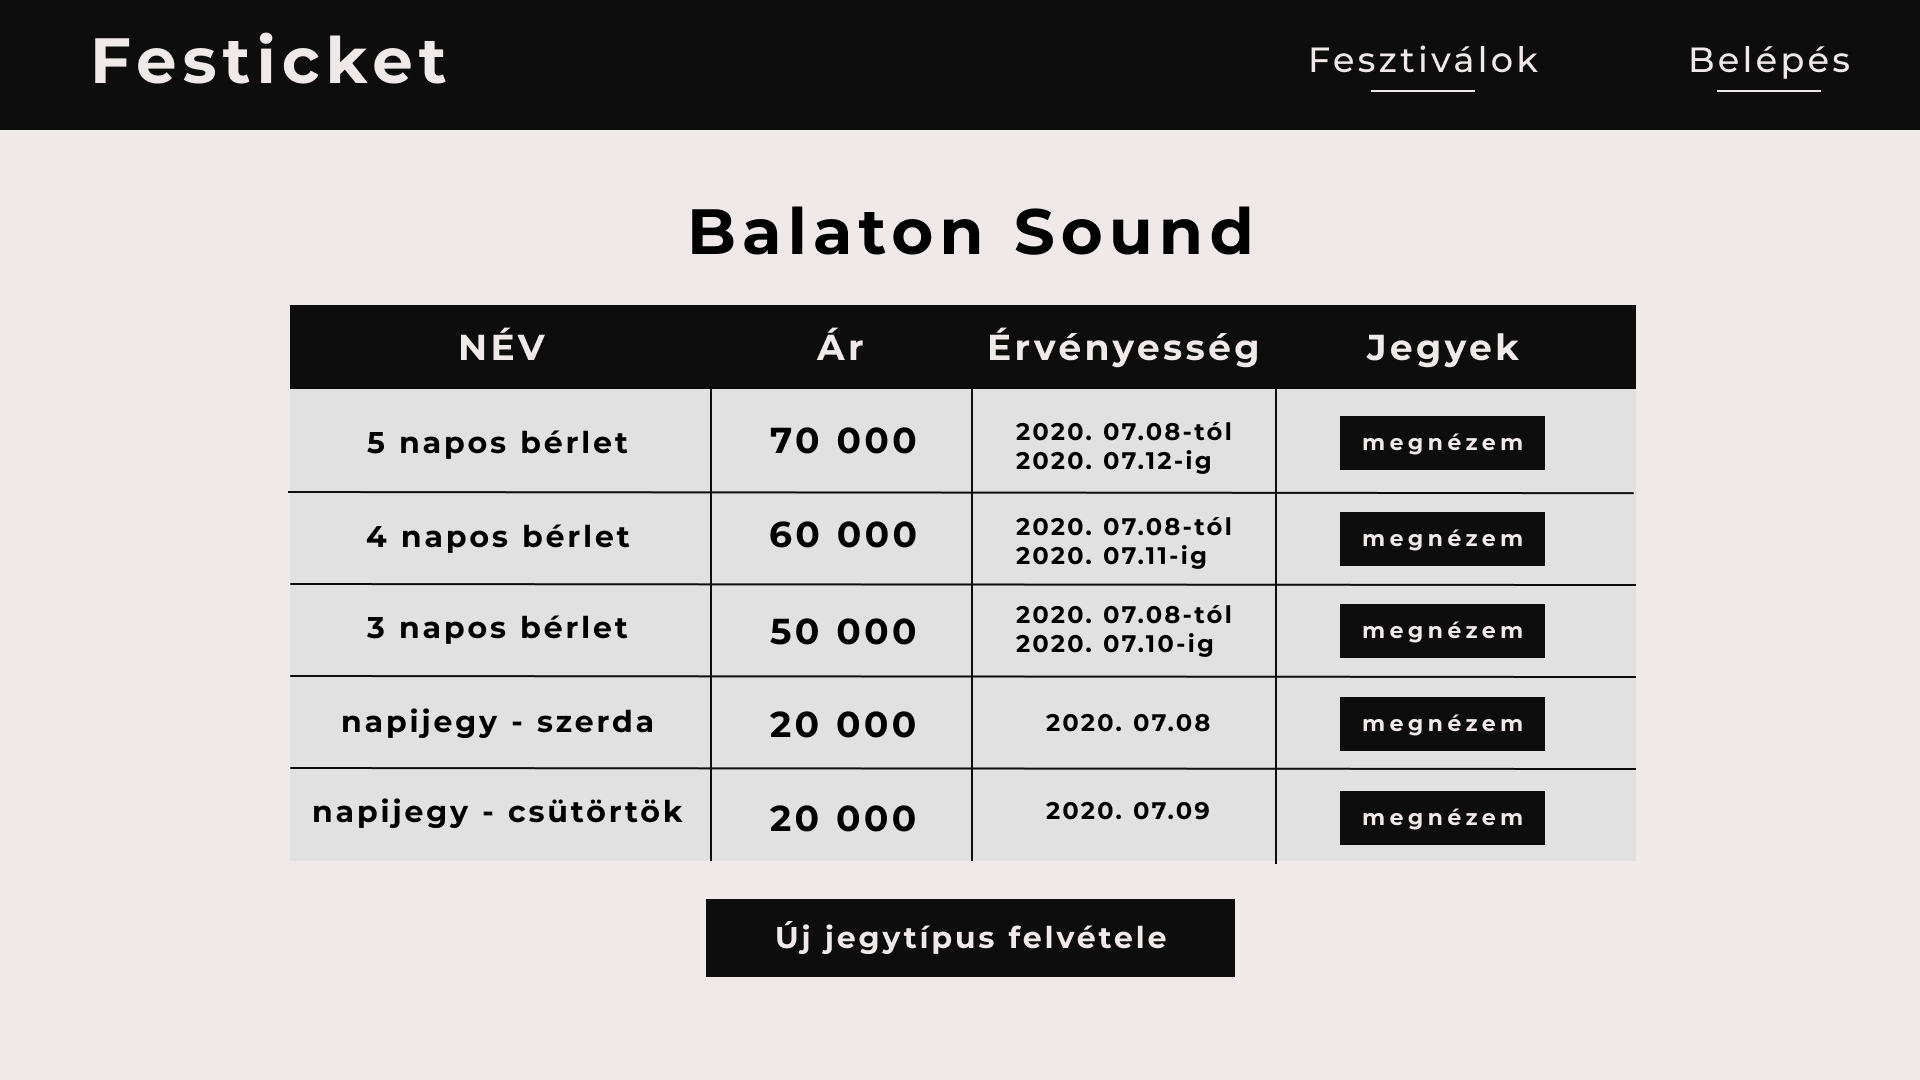 Festicket
Fesztiválok
Belépés
Balaton Sound
NÉV Ár Érvényesség Jegyek
5 napos bérlet 70 000 2020. 07.08-tól
2020. 07.12-ig
megnézem
4 napos bérlet 60 000 2020. 07.08-tól
2020. 07.11-ig
megnézem
3 napos bérlet 50 000 2020. 07.08-tól
2020. 07.10-ig
megnézem
napijegy - szerda 20 000 2020. 07.08 megnézem
napijegy - csütörtök 20 000 2020. 07.09 megnézem
Új jegytípus felvétele